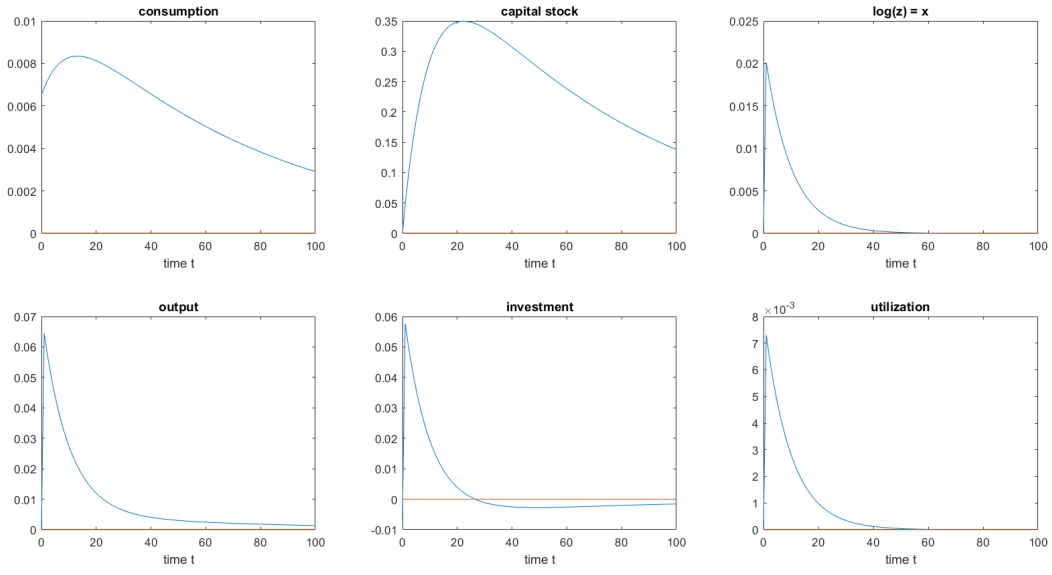 consumption
0.01
0.008
0.006
0.004
0.002
0
0 20 40 60 80 100
time t
capital stock
0.35
0.3
0.25
0.2
0.15
0.1
0.05
0
0 20 40 60 80 100
time t
log(z) = x
0.025
0.02
0.015
0.01
0.005
0
0 20 40 60 80 100
time t
output
0.07
0.06
0.05
0.04
0.03
0.02
0.01
0
0 20 40 60 80 100
time t
investment
0.06
0.05
0.04
0.03
0.02
0.01
0
-0.01
0 20 40 60 80 100
time t
utilization
×10⁻³
8
7
6
5
4
3
2
1
0
0 20 40 60 80 100
time t